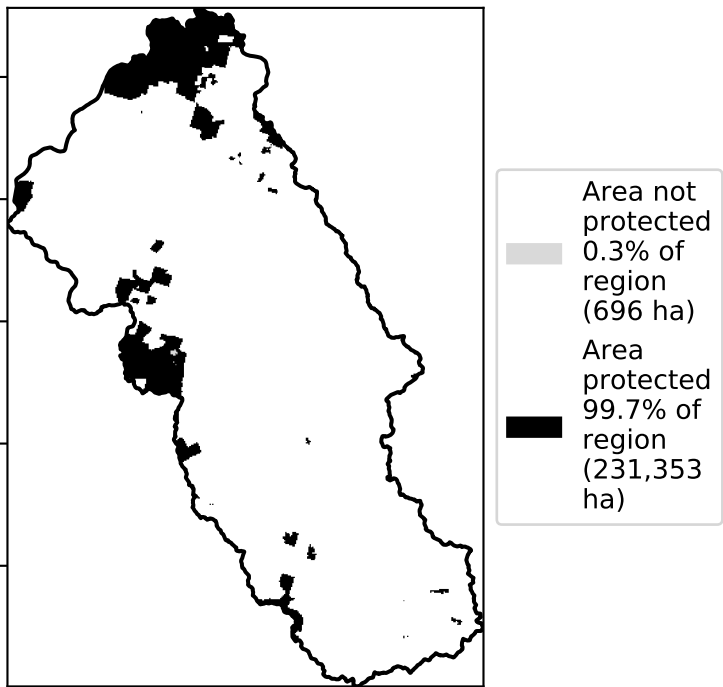 Area not
protected
0.3% of
region
(696 ha)
Area
protected
99.7% of
region
(231,353
ha)